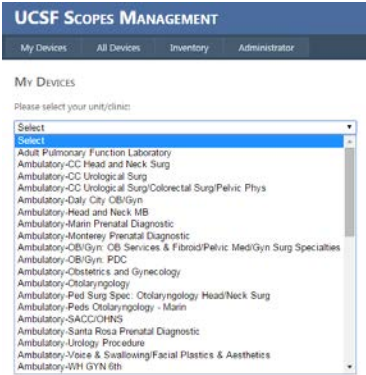 UCSF SCOPES MANAGEMENT
My Devices All Devices Inventory Administrator
MY DEVICES
Please select your unit/clinic:
Select
Select
Adult Pulmonary Function Laboratory
Ambulatory-CC Head and Neck Surg
Ambulatory-CC Urological Surg
Ambulatory-CC Urological Surg/Colorectal Surg/Pelvic Phys
Ambulatory-Daly City OB/Gyn
Ambulatory-Head and Neck MB
Ambulatory-Marin Prenatal Diagnostic
Ambulatory-Monterey Prenatal Diagnostic
Ambulatory-OB/Gyn: OB Services & Fibroid/Pelvic Med/Gyn Surg Specialties
Ambulatory-OB/Gyn: PDC
Ambulatory-Obstetrics and Gynecology
Ambulatory-Otolaryngology
Ambulatory-Ped Surg Spec: Otolaryngology Head/Neck Surg
Ambulatory-Peds Otolaryngology - Marin
Ambulatory-SACC/OHNS
Ambulatory-Santa Rosa Prenatal Diagnostic
Ambulatory-Urology Procedure
Ambulatory-Voice & Swallowing/Facial Plastics & Aesthetics
Ambulatory-WH GYN 6th